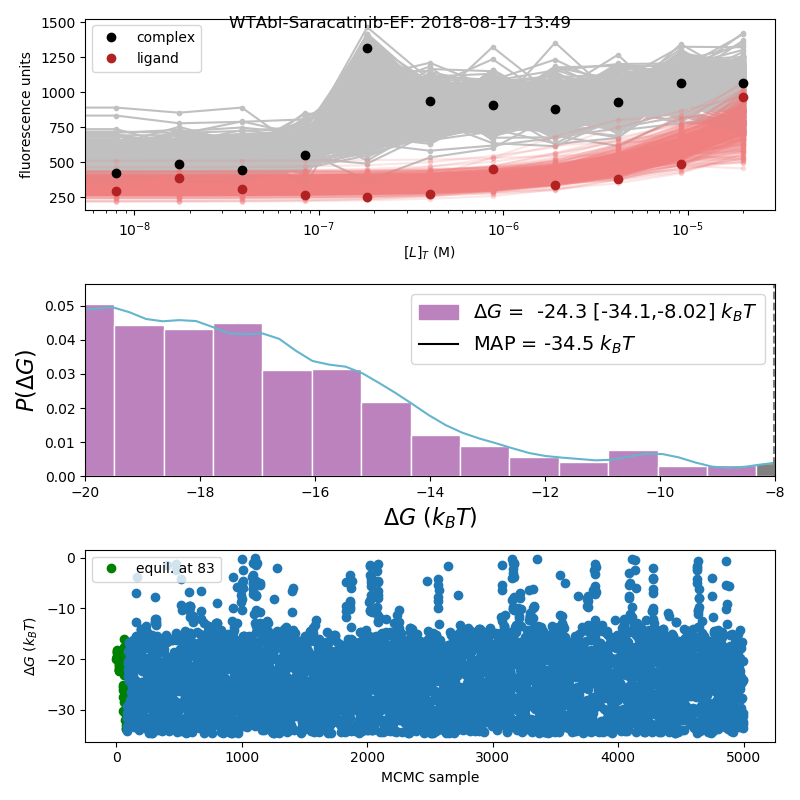 WTAbl-Saracatinib-EF: 2018-08-17 13:49
1500
1250
1000
750
500
250
fluorescence units
complex
ligand
10⁻⁸ 10⁻⁷ 10⁻⁶ 10⁻⁵
[L]_T (M)
0.05
0.04
0.03
0.02
0.01
0.00
P(ΔG)
ΔG = -24.3 [-34.1,-8.02] k_BT
MAP = -34.5 k_BT
−20 −18 −16 −14 −12 −10 −8
ΔG (k_BT)
0
−10
−20
−30
ΔG (k_BT)
equil. at 83
0 1000 2000 3000 4000 5000
MCMC sample